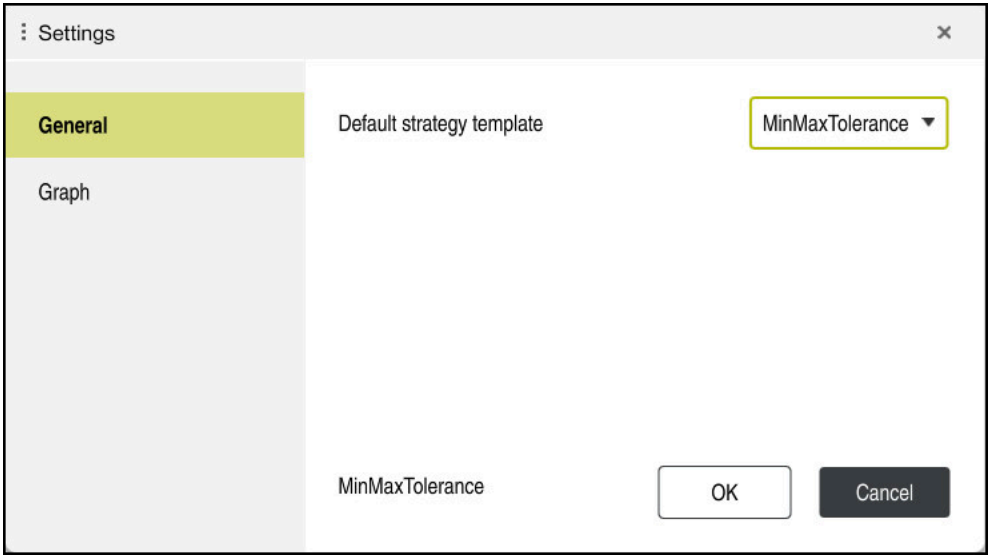 Settings
General
Graph
Default strategy template
MinMaxTolerance
MinMaxTolerance
OK
Cancel